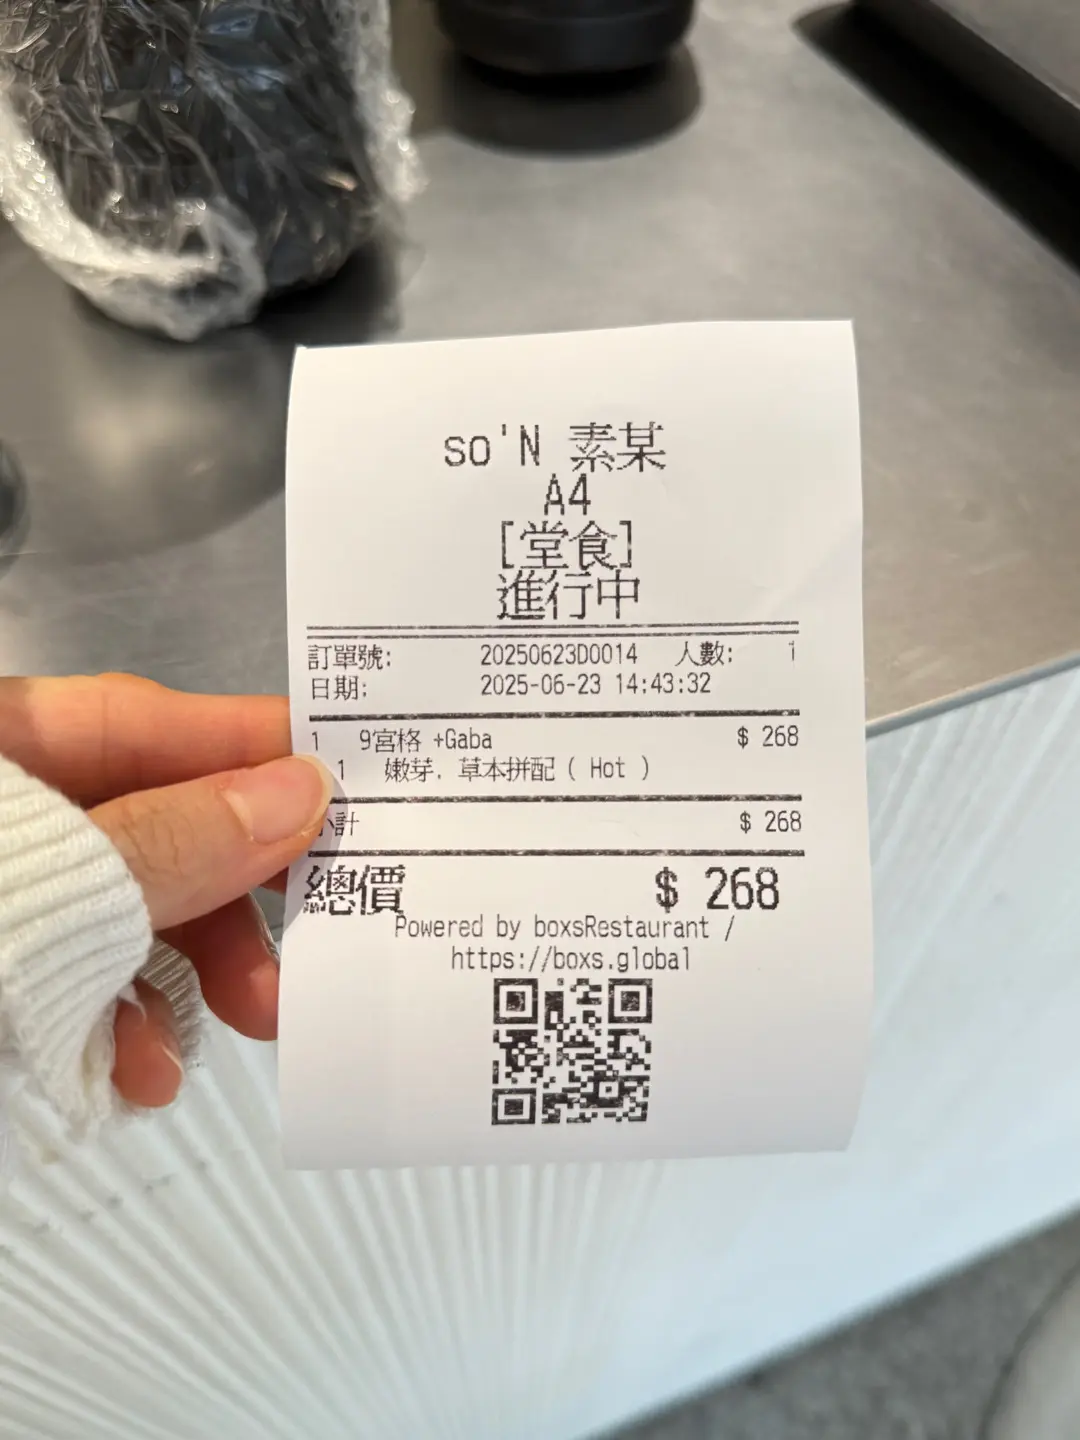 so'N 素某
A4
[堂食]
進行中
訂單號: 20250623D0014 人數: 1
日期: 2025-06-23 14:43:32
1 9宮格 +Gaba $ 268
1 嫩芽. 草本拼配 ( Hot )
小計 $ 268
總價 $ 268
Powered by boxsRestaurant /
https://boxs.global